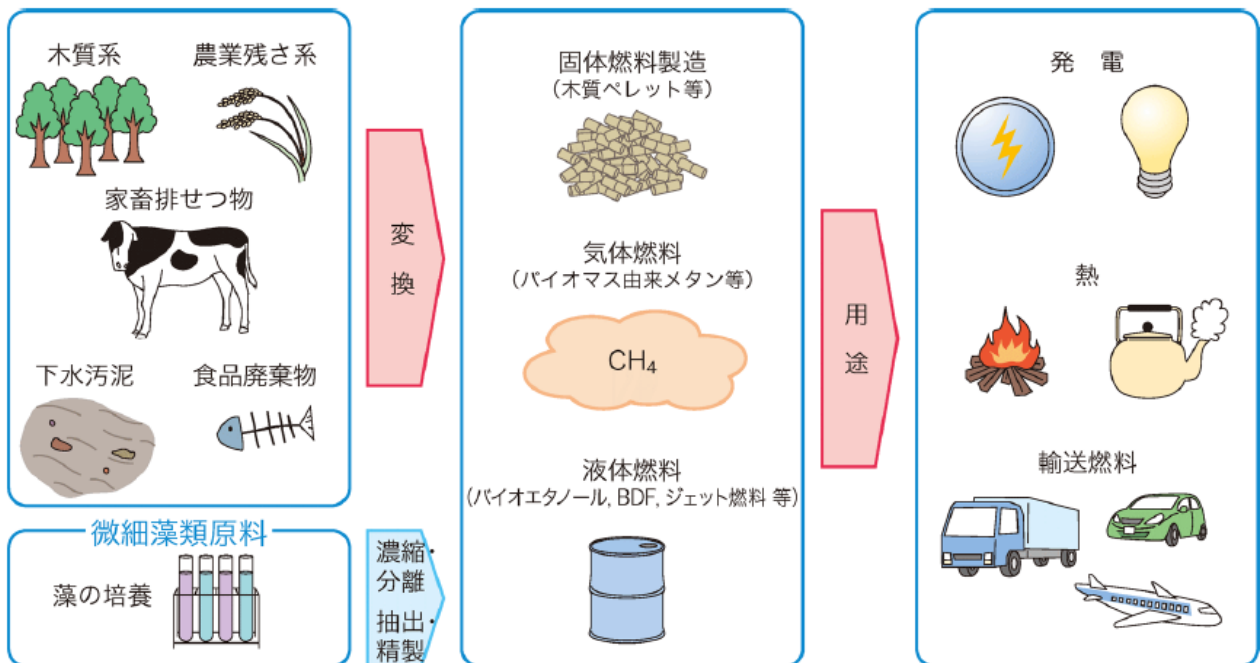 木質系
農業残さ系
家畜排せつ物
下水汚泥
食品廃棄物
微細藻類原料
藻の培養
変換
濃縮・
分離
抽出・
精製
固体燃料製造
(木質ペレット等)
気体燃料
(バイオマス由来メタン等)
CH₄
液体燃料
(バイオエタノール, BDF, ジェット燃料 等)
用途
発 電
熱
輸送燃料